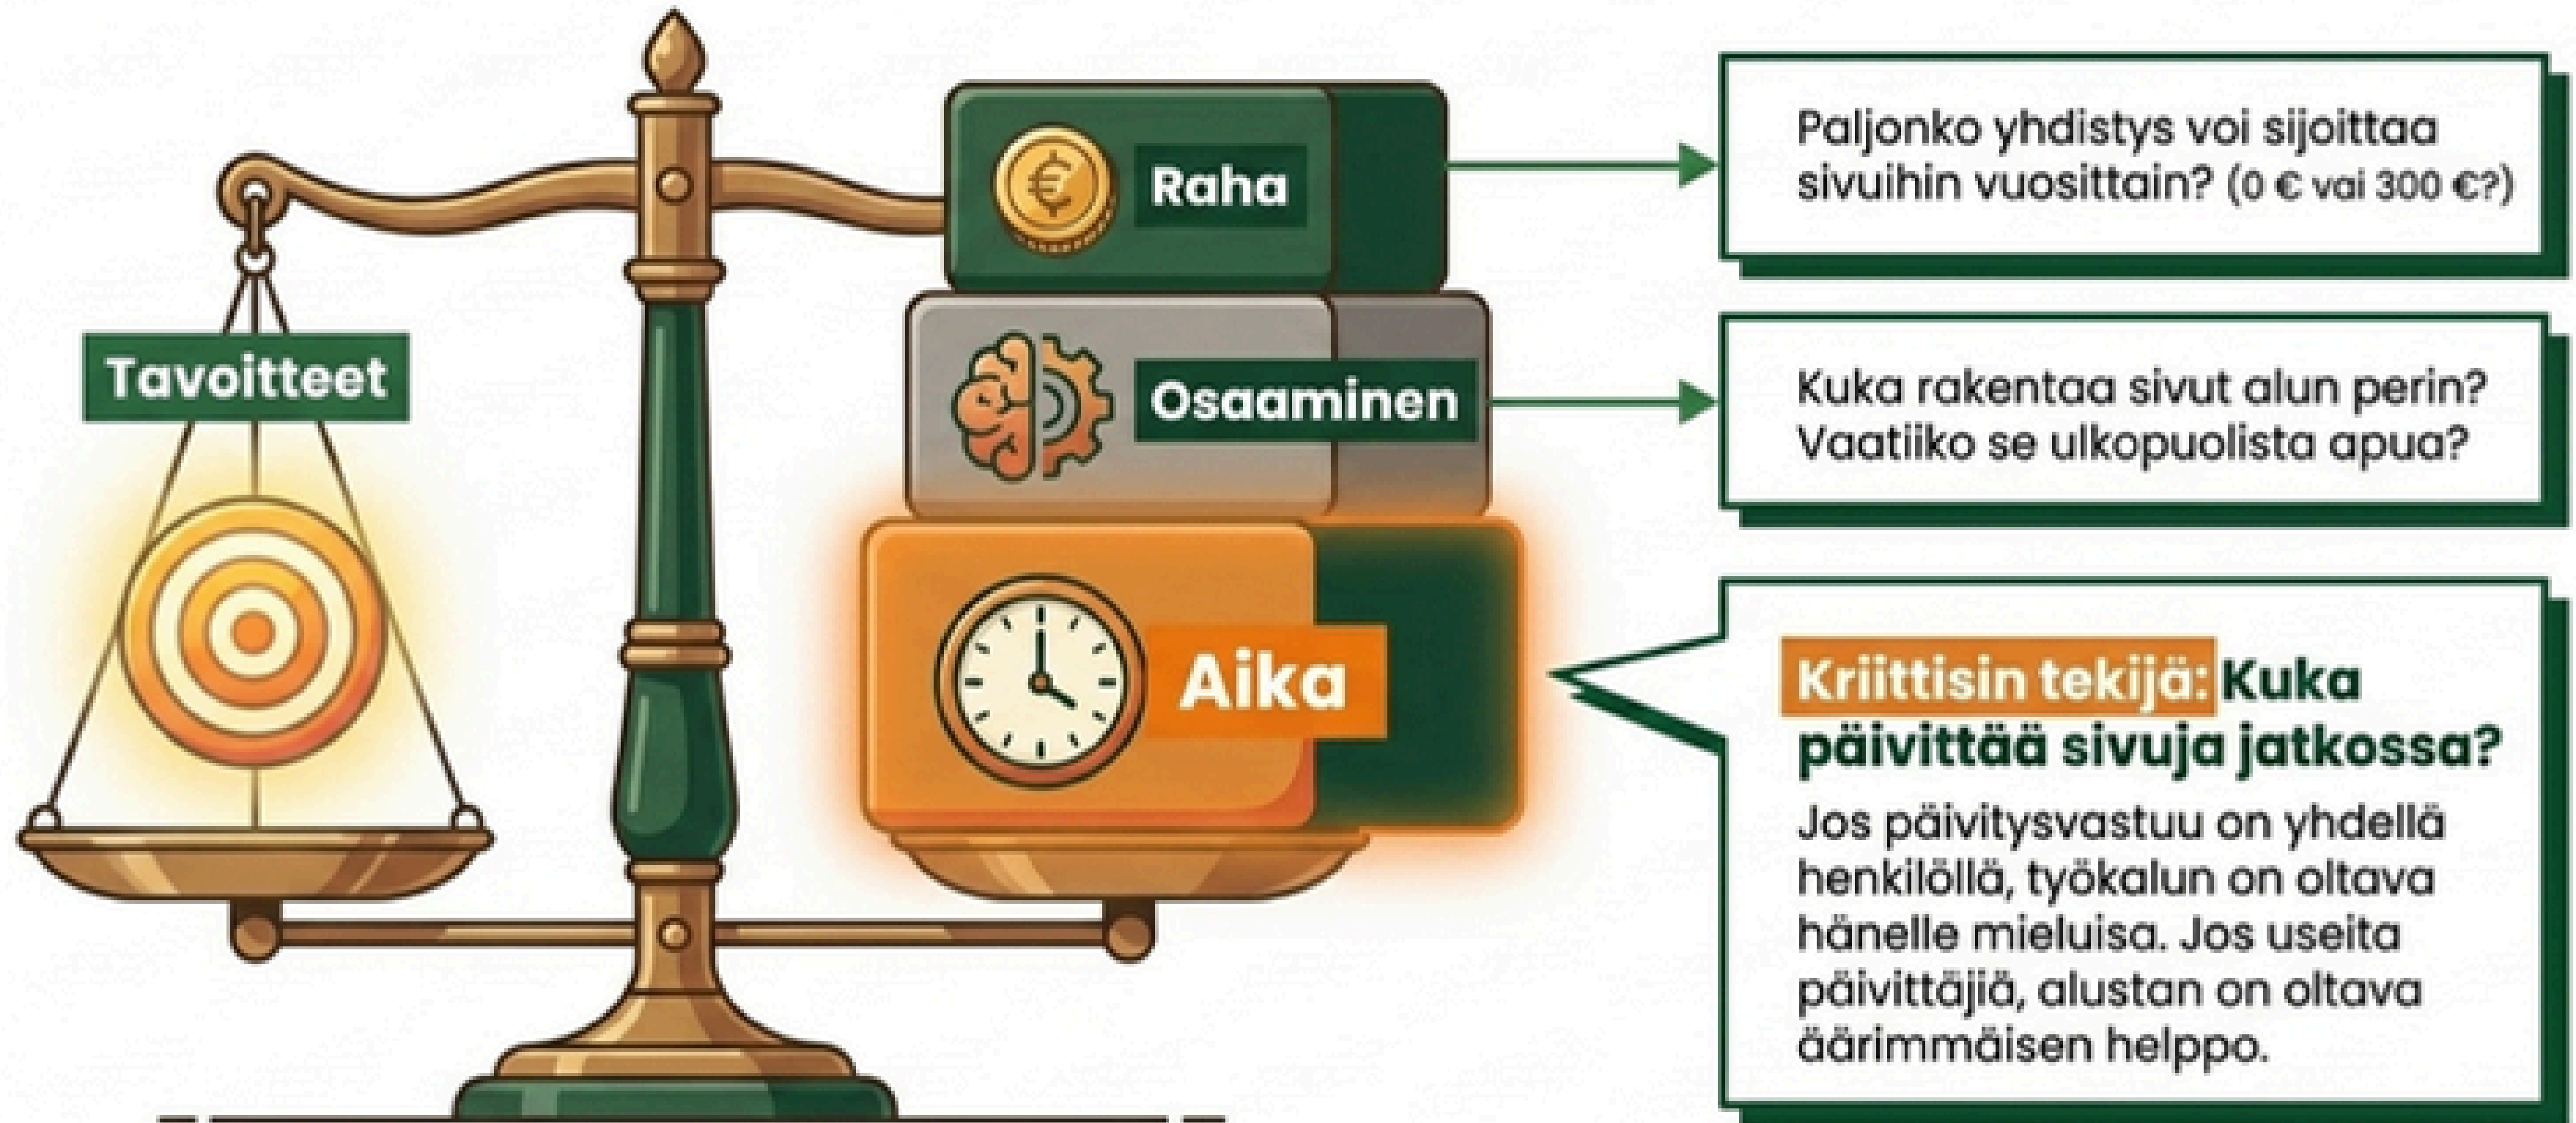 Tavoitteet
Raha
Paljonko yhdistys voi sijoittaa
sivuihin vuosittain? (0 € vai 300 €?)
Osaaminen
Kuka rakentaa sivut alun perin?
Vaatiiko se ulkopuolista apua?
Aika
Kriittisin tekijä: Kuka
päivittää sivuja jatkossa?
Jos päivitysvastuu on yhdellä
henkilöllä, työkalun on oltava
hänelle mieluisa. Jos useita
päivittäjiä, alustan on oltava
äärimmäisen helppo.